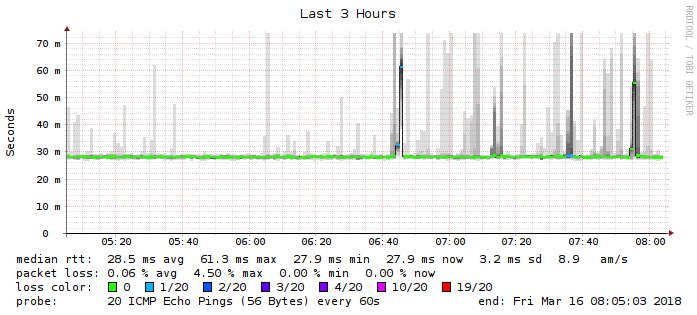 Last 3 Hours
RRDTOOL / TOBI OETIKER
Seconds
70 m
60 m
50 m
40 m
30 m
20 m
10 m
0
05:20 05:40 06:00 06:20 06:40 07:00 07:20 07:40 08:00
median rtt: 28.5 ms avg 61.3 ms max 27.9 ms min 27.9 ms now 3.2 ms sd 8.9 am/s
packet loss: 0.06 % avg 4.50 % max 0.00 % min 0.00 % now
loss color: 0 1/20 2/20 3/20 4/20 10/20 19/20
probe: 20 ICMP Echo Pings (56 Bytes) every 60s end: Fri Mar 16 08:05:03 2018